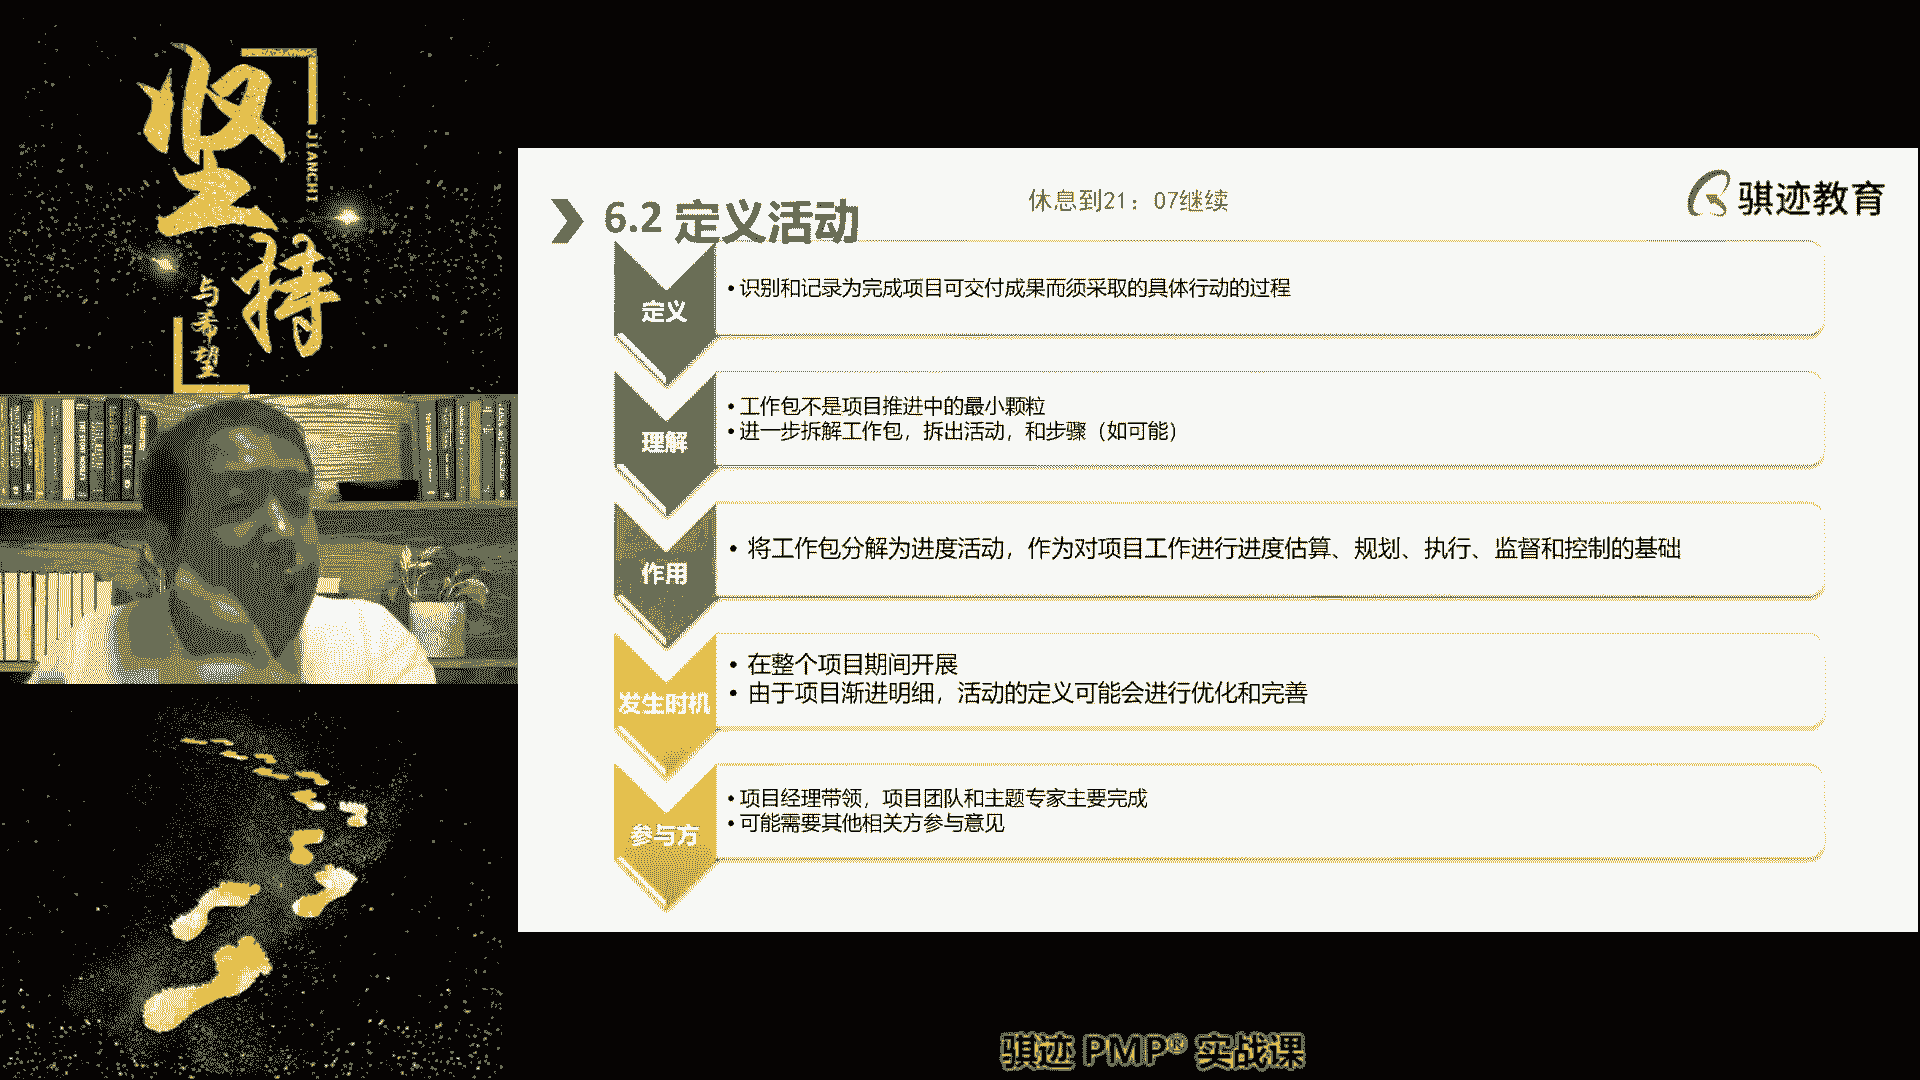 坚持
JIANCHI
与希望
6.2 定义活动
休息到21：07继续
骐迹教育
定义
• 识别和记录为完成项目可交付成果而须采取的具体行动的过程
理解
• 工作包不是项目推进中的最小颗粒
• 进一步拆解工作包，拆出活动，和步骤（如可能）
作用
• 将工作包分解为进度活动，作为对项目工作进行进度估算、规划、执行、监督和控制的基础
发生时机
• 在整个项目期间开展
• 由于项目渐进明细，活动的定义可能会进行优化和完善
参与方
• 项目经理带领，项目团队和主题专家主要完成
• 可能需要其他相关方参与意见
骐迹 PMP® 实战课